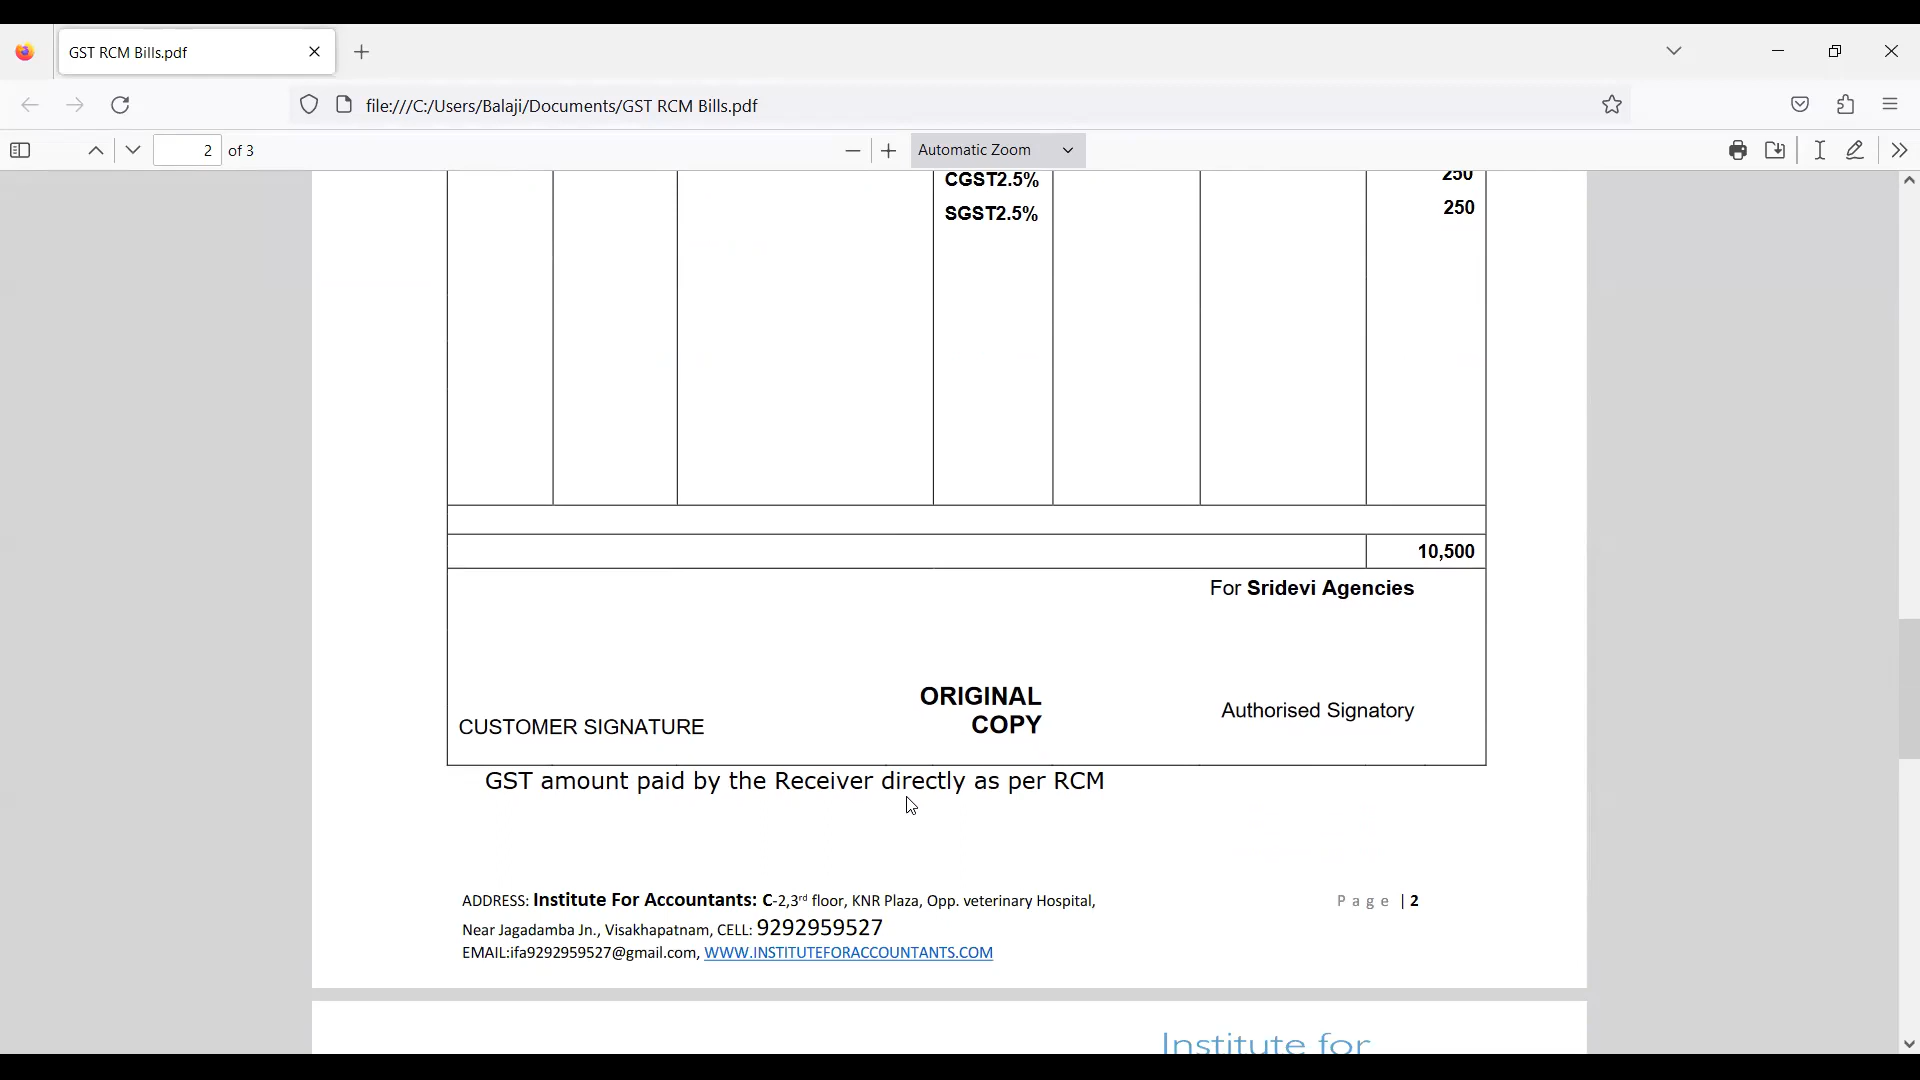 GST RCM Bills.pdf
file:///C:/Users/Balaji/Documents/GST RCM Bills.pdf
2 of 3
Automatic Zoom
CGST2.5% 250
SGST2.5% 250
10,500
For Sridevi Agencies
ORIGINAL
COPY
CUSTOMER SIGNATURE
Authorised Signatory
GST amount paid by the Receiver directly as per RCM
ADDRESS: Institute For Accountants: C-2,3rd floor, KNR Plaza, Opp. veterinary Hospital,
Page | 2
Near Jagadamba Jn., Visakhapatnam, CELL: 9292959527
EMAIL:ifa9292959527@gmail.com, WWW.INSTITUTEFORACCOUNTANTS.COM
Institute for